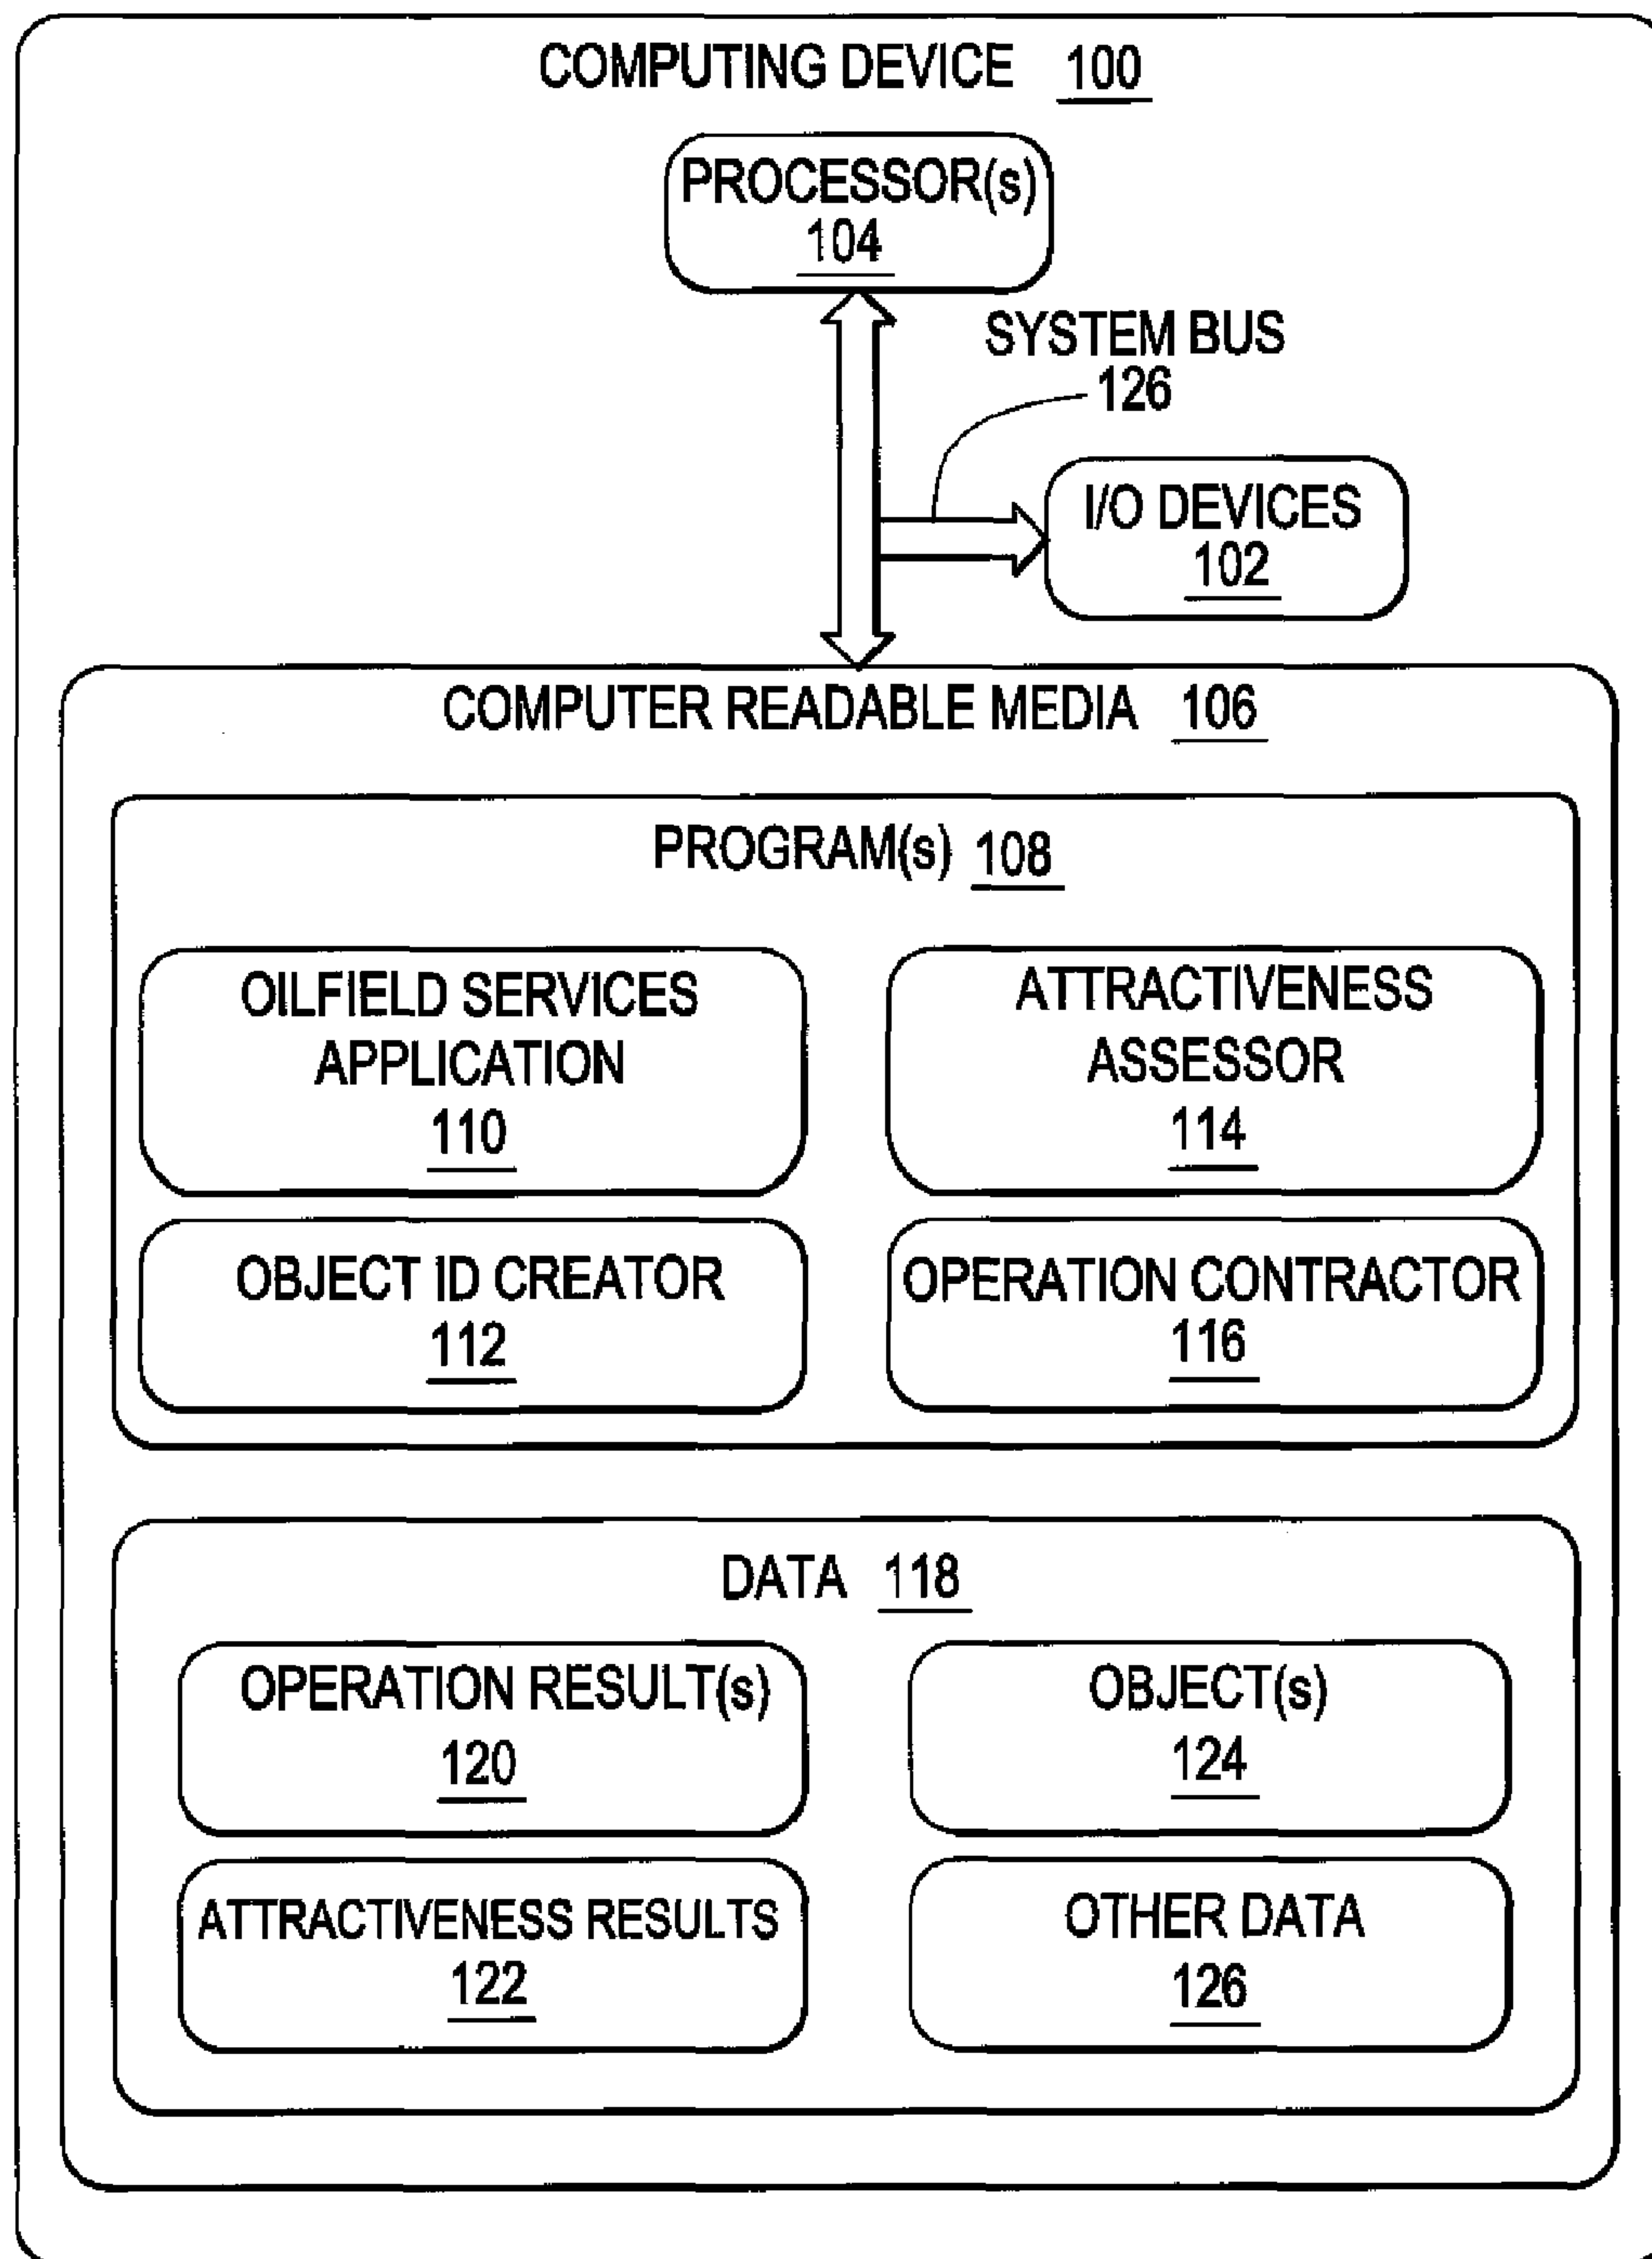 COMPUTING DEVICE 100
PROCESSOR(s)
104
SYSTEM BUS
126
I/O DEVICES
102
COMPUTER READABLE MEDIA 106
PROGRAM(s) 108
OILFIELD SERVICES
APPLICATION
110
ATTRACTIVENESS
ASSESSOR
114
OBJECT ID CREATOR
112
OPERATION CONTRACTOR
116
DATA 118
OPERATION RESULT(s)
120
OBJECT(s)
124
ATTRACTIVENESS RESULTS
122
OTHER DATA
126